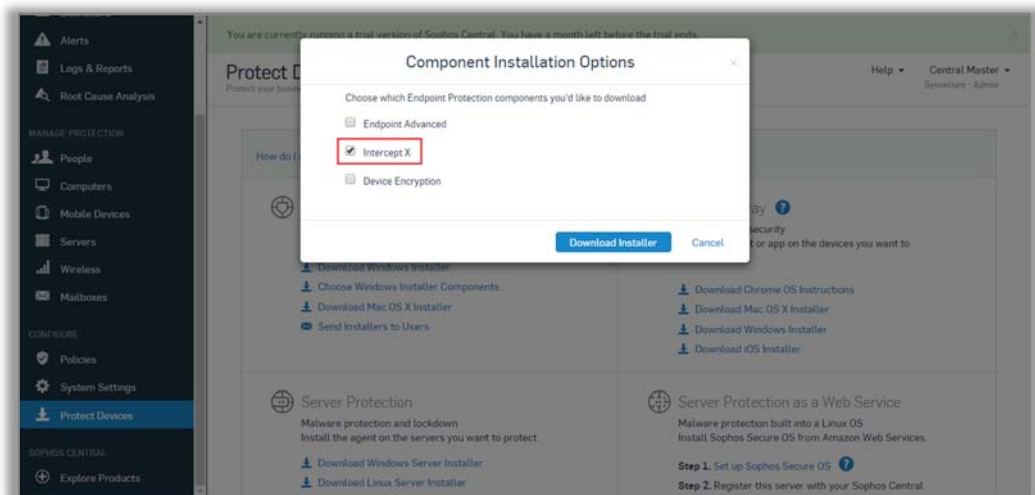 Alerts
Logs & Reports
Root Cause Analysis
MANAGE PROTECTION
People
Computers
Mobile Devices
Servers
Wireless
Mailboxes
CONFIGURE
Policies
System Settings
Protect Devices
SOPHOS CENTRAL
Explore Products
You are currently running a trial version of Sophos Central. You have a month left before the trial ends.
Protect D
Protect your busin
Help
Central Master
Synsecure - Admin
Component Installation Options
Choose which Endpoint Protection components you'd like to download
Endpoint Advanced
Intercept X
Device Encryption
Download Installer
Cancel
How do I
Download Windows Installer
Choose Windows Installer Components...
Download Mac OS X Installer
Send Installers to Users
ay
security
t or app on the devices you want to
Download Chrome OS Instructions
Download Mac OS X Installer
Download Windows Installer
Download iOS Installer
Server Protection
Malware protection and lockdown
Install the agent on the servers you want to protect
Download Windows Server Installer
Download Linux Server Installer
Server Protection as a Web Service
Malware protection built into a Linux OS
Install Sophos Secure OS from Amazon Web Services.
Step 1. Set up Sophos Secure OS
Step 2. Register this server with your Sophos Central